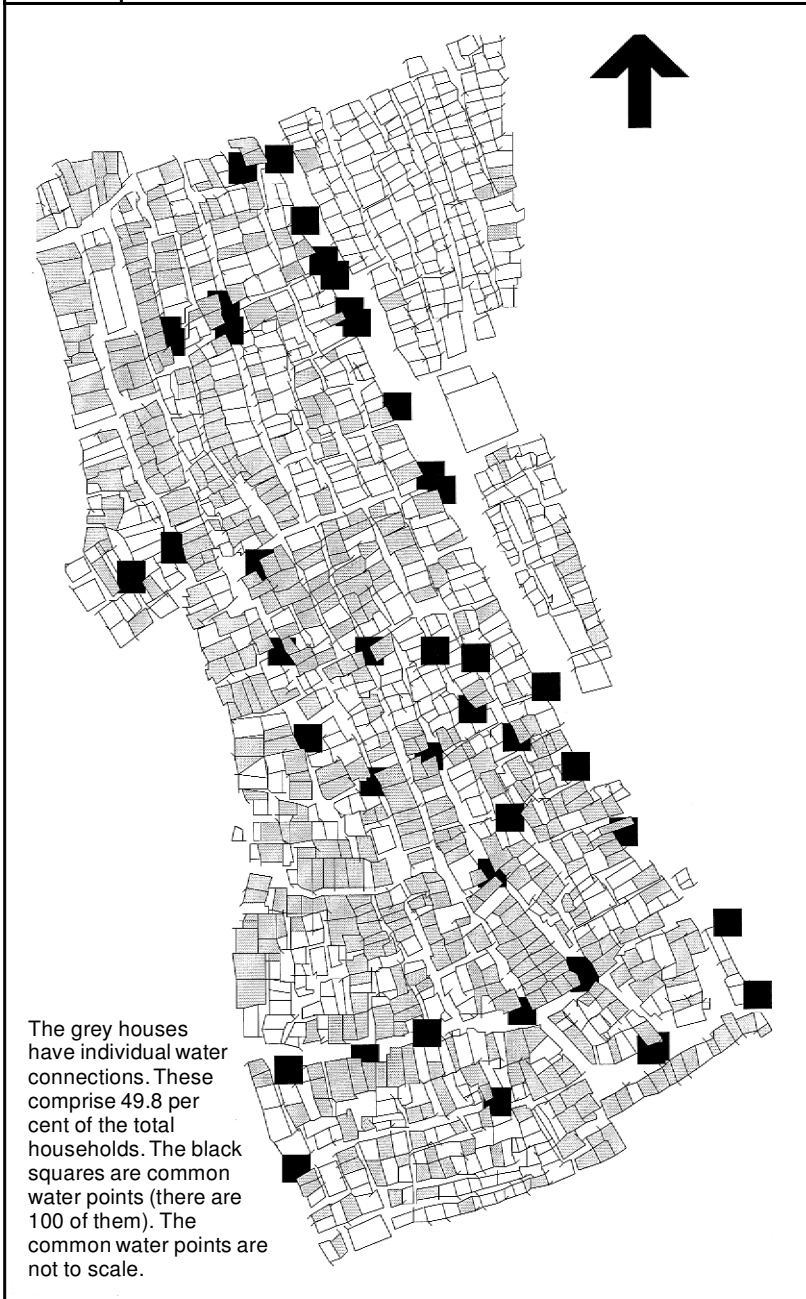 The grey houses
have individual water
connections. These
comprise 49.8 per
cent of the total
households. The black
squares are common
water points (there are
100 of them). The
common water points are
not to scale.